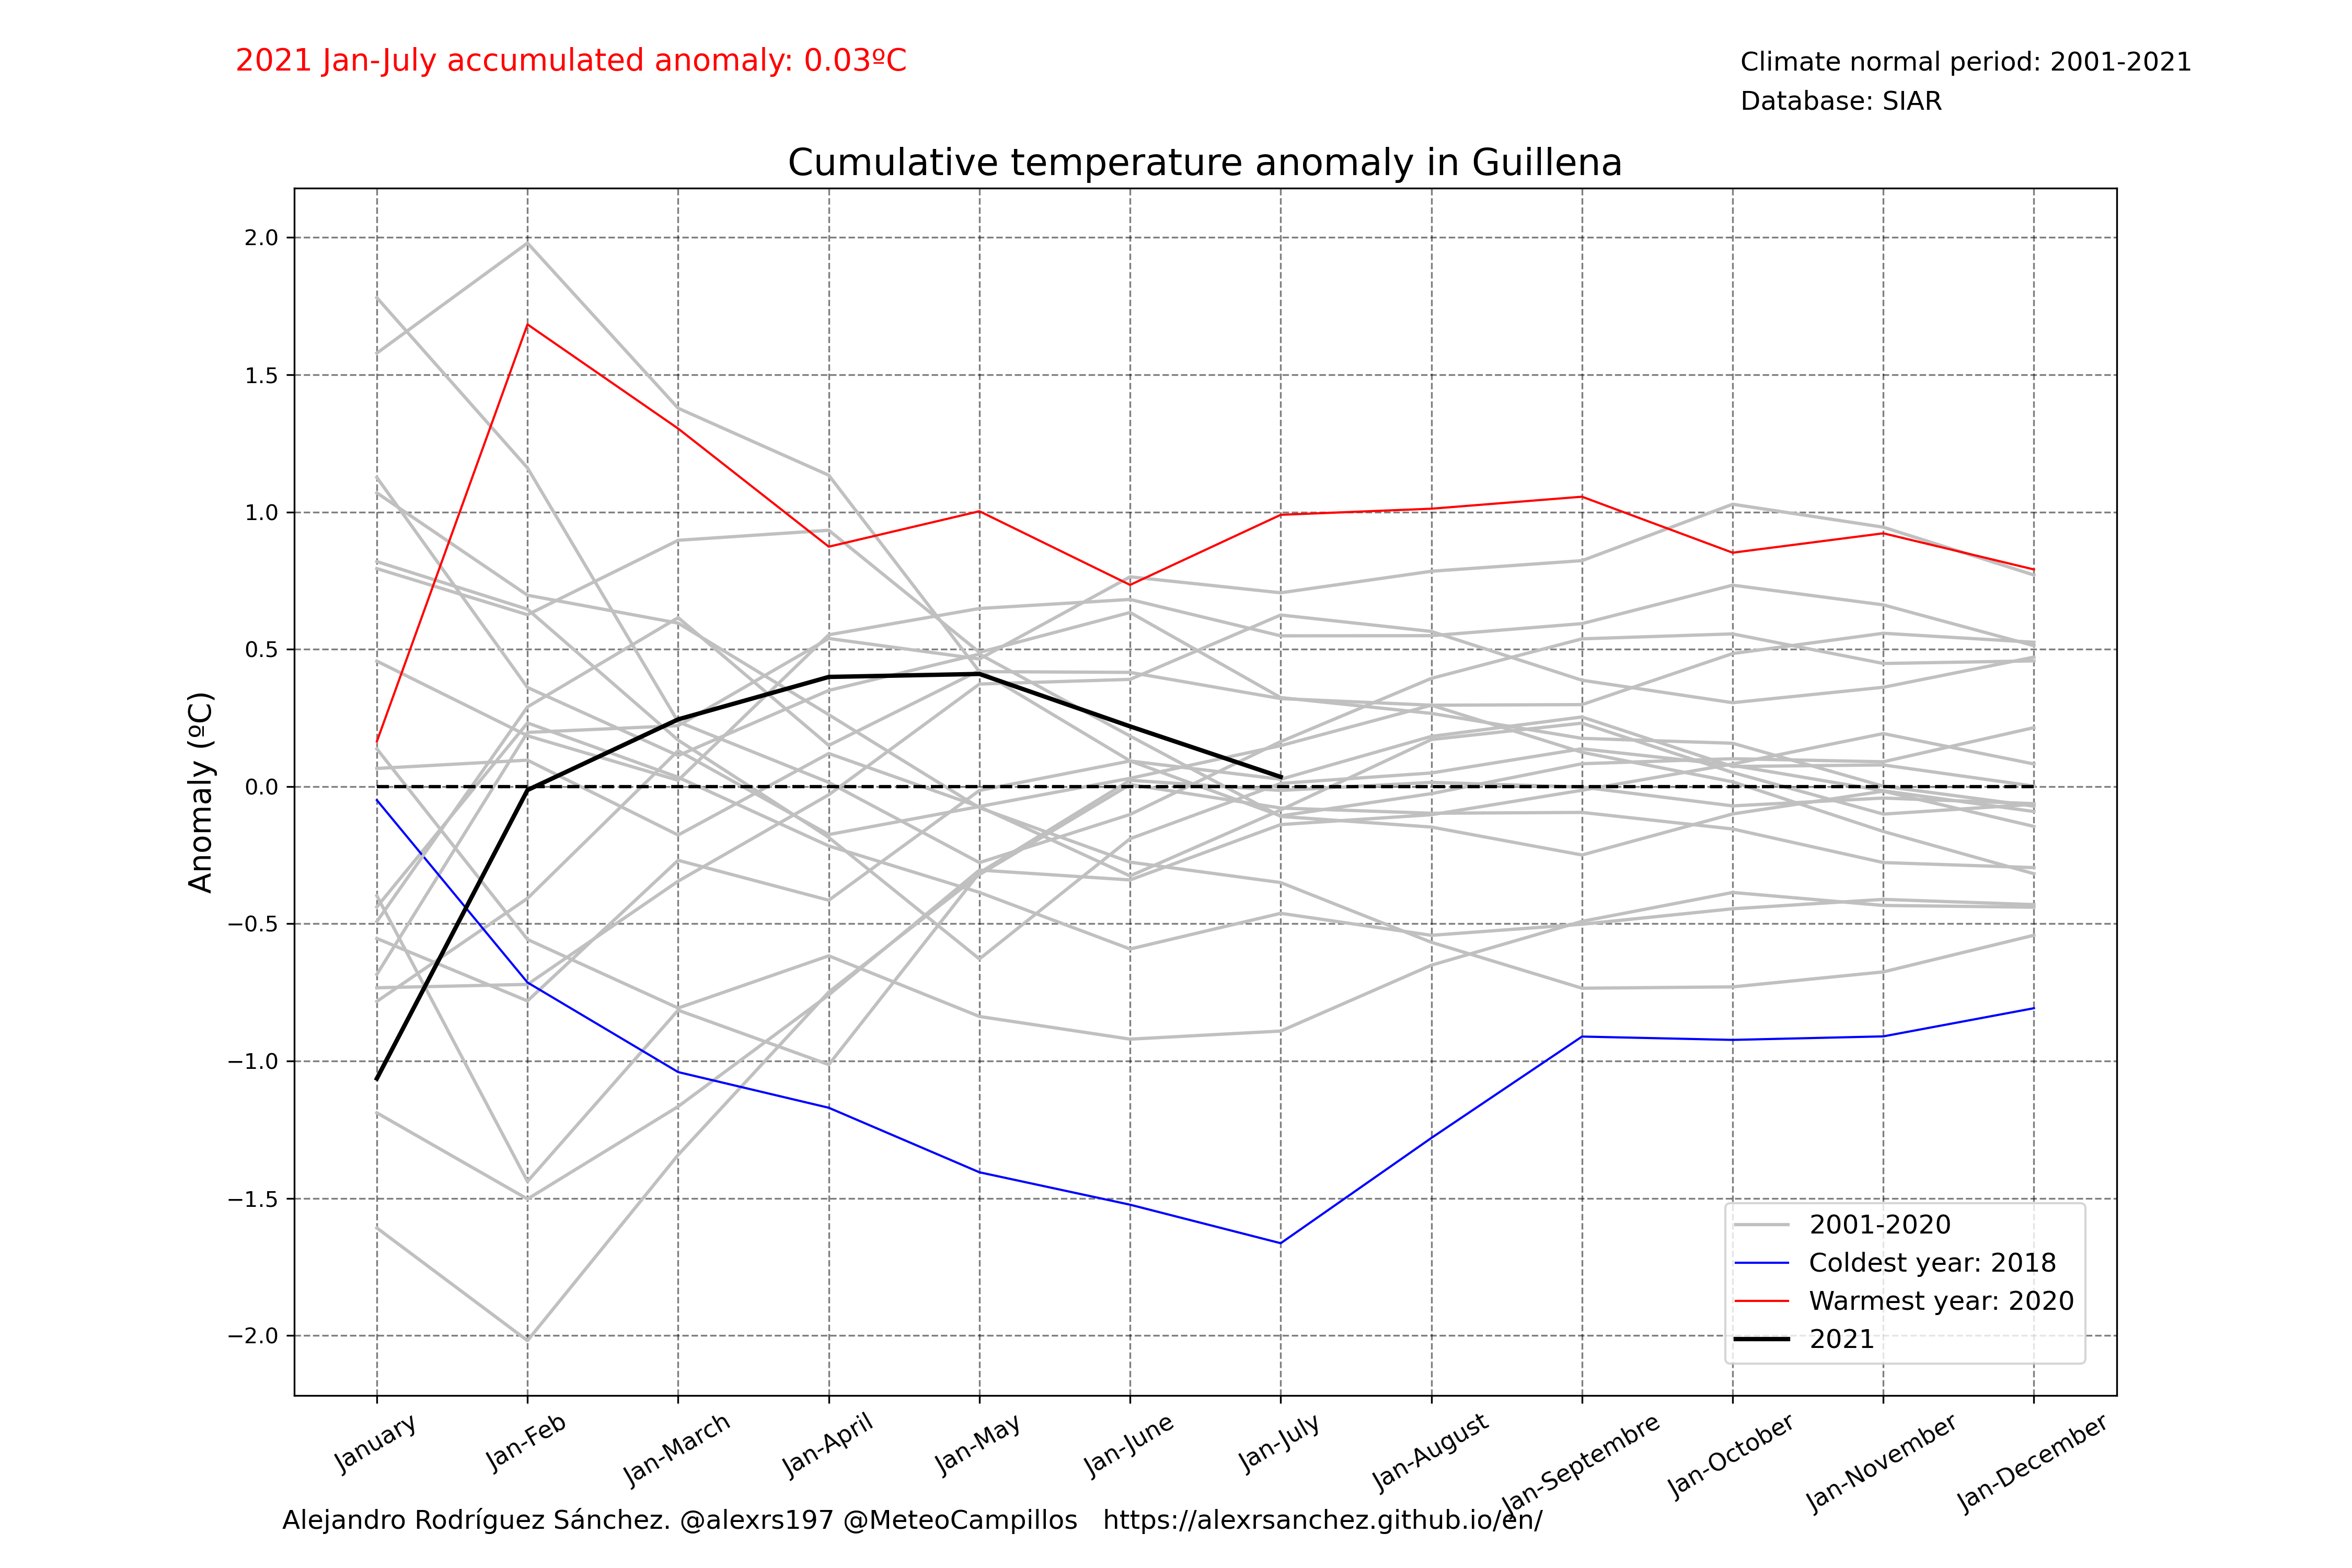 2021 Jan-July accumulated anomaly: 0.03ºC
Climate normal period: 2001-2021
Database: SIAR
Cumulative temperature anomaly in Guillena
Anomaly (ºC)
2.0
1.5
1.0
0.5
0.0
−0.5
−1.0
−1.5
−2.0
2001-2020
Coldest year: 2018
Warmest year: 2020
2021
January
Jan-Feb
Jan-March
Jan-April
Jan-May
Jan-June
Jan-July
Jan-August
Jan-Septembre
Jan-October
Jan-November
Jan-December
Alejandro Rodríguez Sánchez. @alexrs197 @MeteoCampillos   https://alexrsanchez.github.io/en/